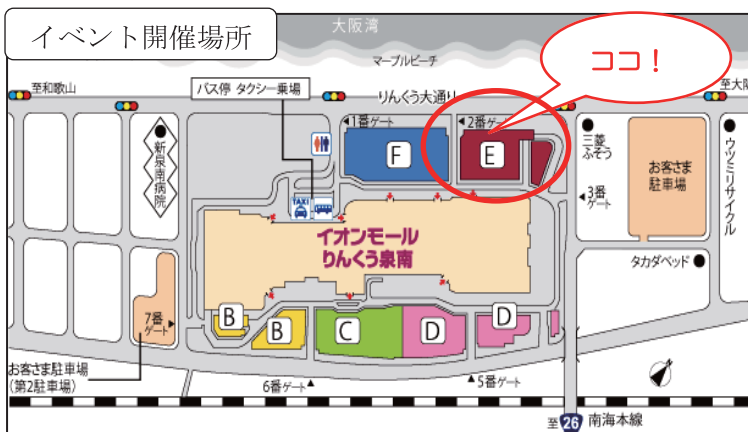 イベント開催場所
大阪湾
マーブルビーチ
ココ！
至和歌山
バス停 タクシー乗場
りんくう大通り
至大阪
1番ゲート
2番ゲート
新泉南病院
F
E
三菱
ふそう
お客さま
駐車場
ウツミリサイクル
3番
ゲート
TAXI
イオンモール
りんくう泉南
タカダベッド
B
B
C
D
D
7番
ゲート
お客さま駐車場
(第2駐車場)
6番ゲート
5番ゲート
至 26
南海本線